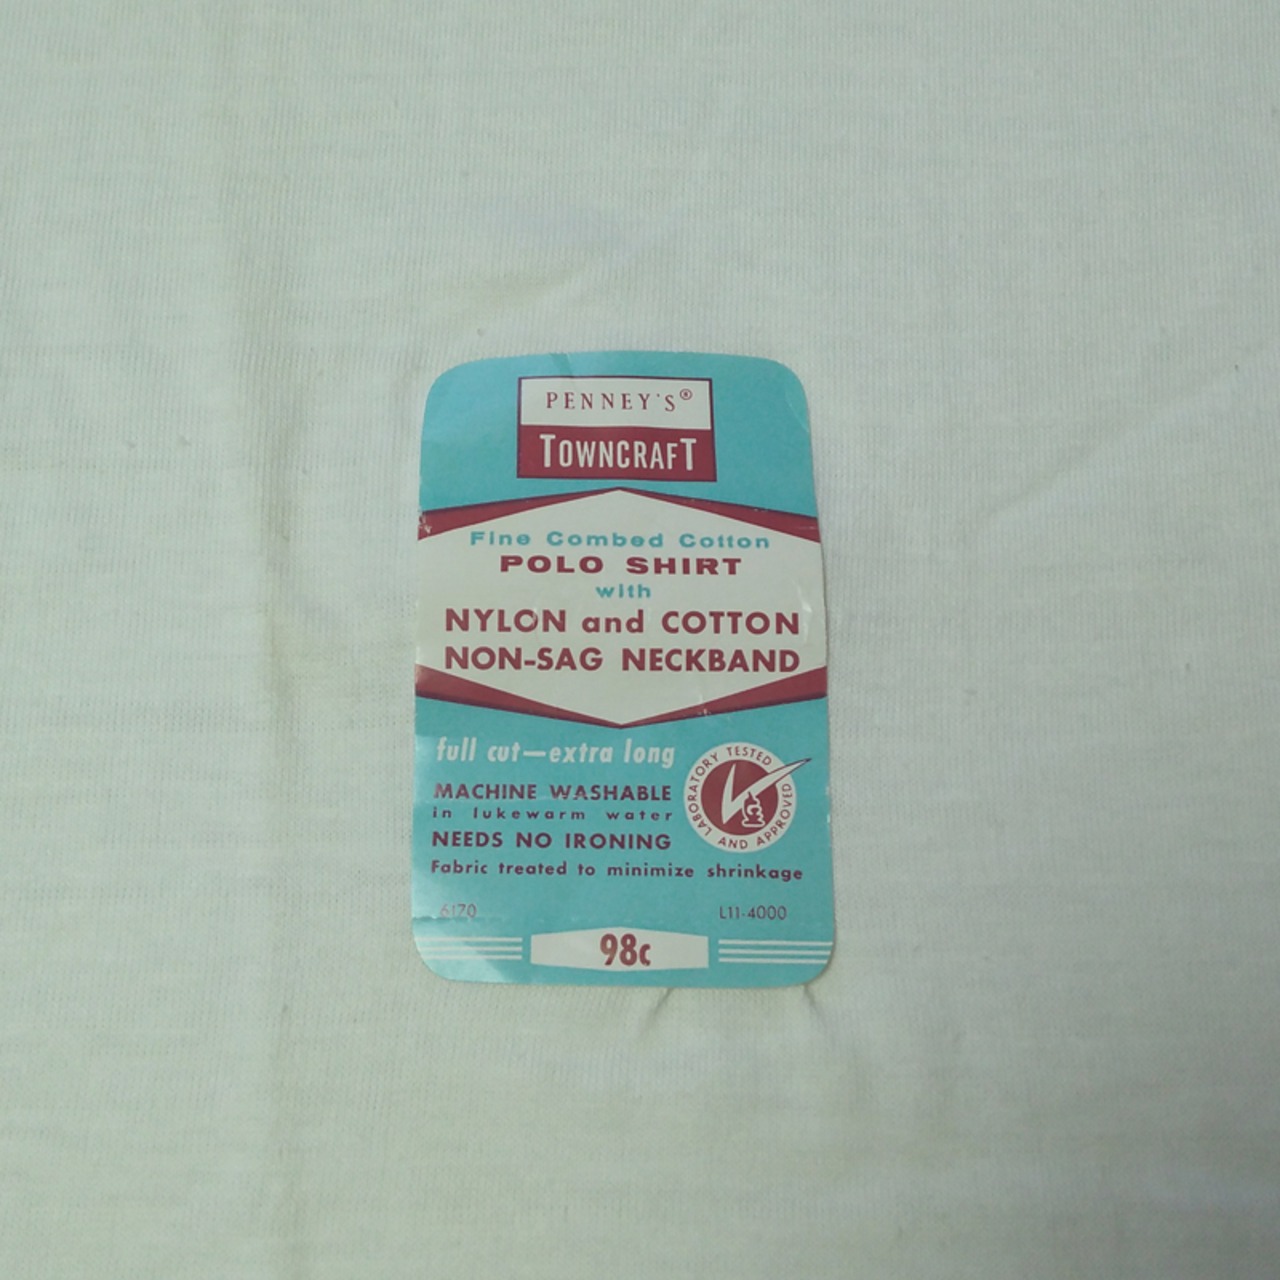 PENNEY'S®
TOWNCRAFT
Fine Combed Cotton
POLO SHIRT
with
NYLON and COTTON
NON-SAG NECKBAND
full cut—extra long
MACHINE WASHABLE
in lukewarm water
NEEDS NO IRONING
Fabric treated to minimize shrinkage
LABORATORY TESTED AND APPROVED
6170
L11-4000
98c